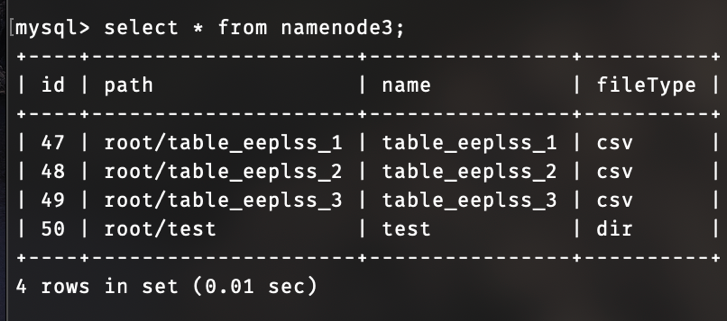 [mysql> select * from namenode3;
+----+----------------------+----------------+----------+
| id | path                 | name           | fileType |
+----+----------------------+----------------+----------+
| 47 | root/table_eeplss_1 | table_eeplss_1 | csv      |
| 48 | root/table_eeplss_2 | table_eeplss_2 | csv      |
| 49 | root/table_eeplss_3 | table_eeplss_3 | csv      |
| 50 | root/test            | test           | dir      |
+----+----------------------+----------------+----------+
4 rows in set (0.01 sec)